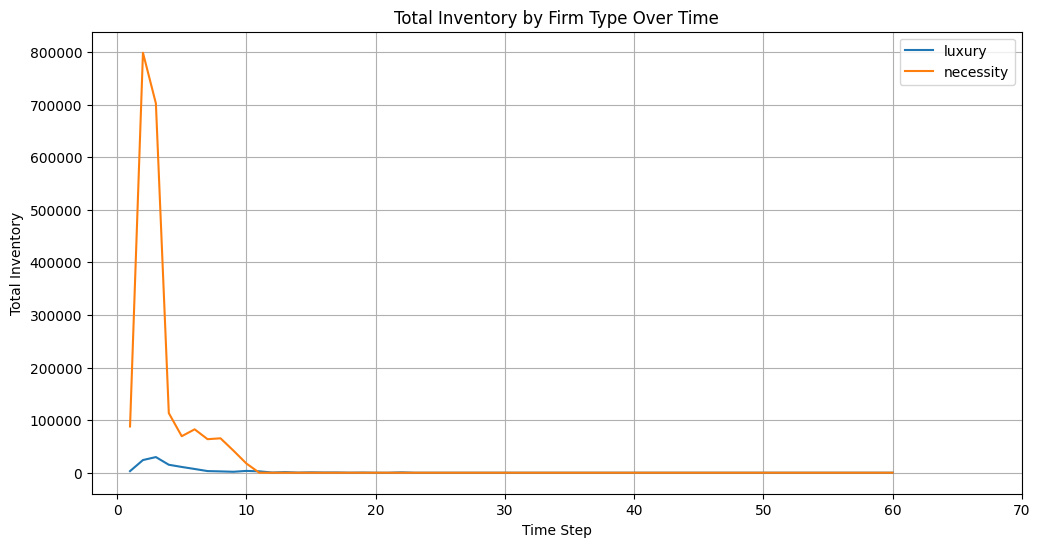 Total Inventory by Firm Type Over Time
luxury
necessity
800000
700000
600000
500000
400000
300000
200000
100000
0
Total Inventory
0 10 20 30 40 50 60 70
Time Step